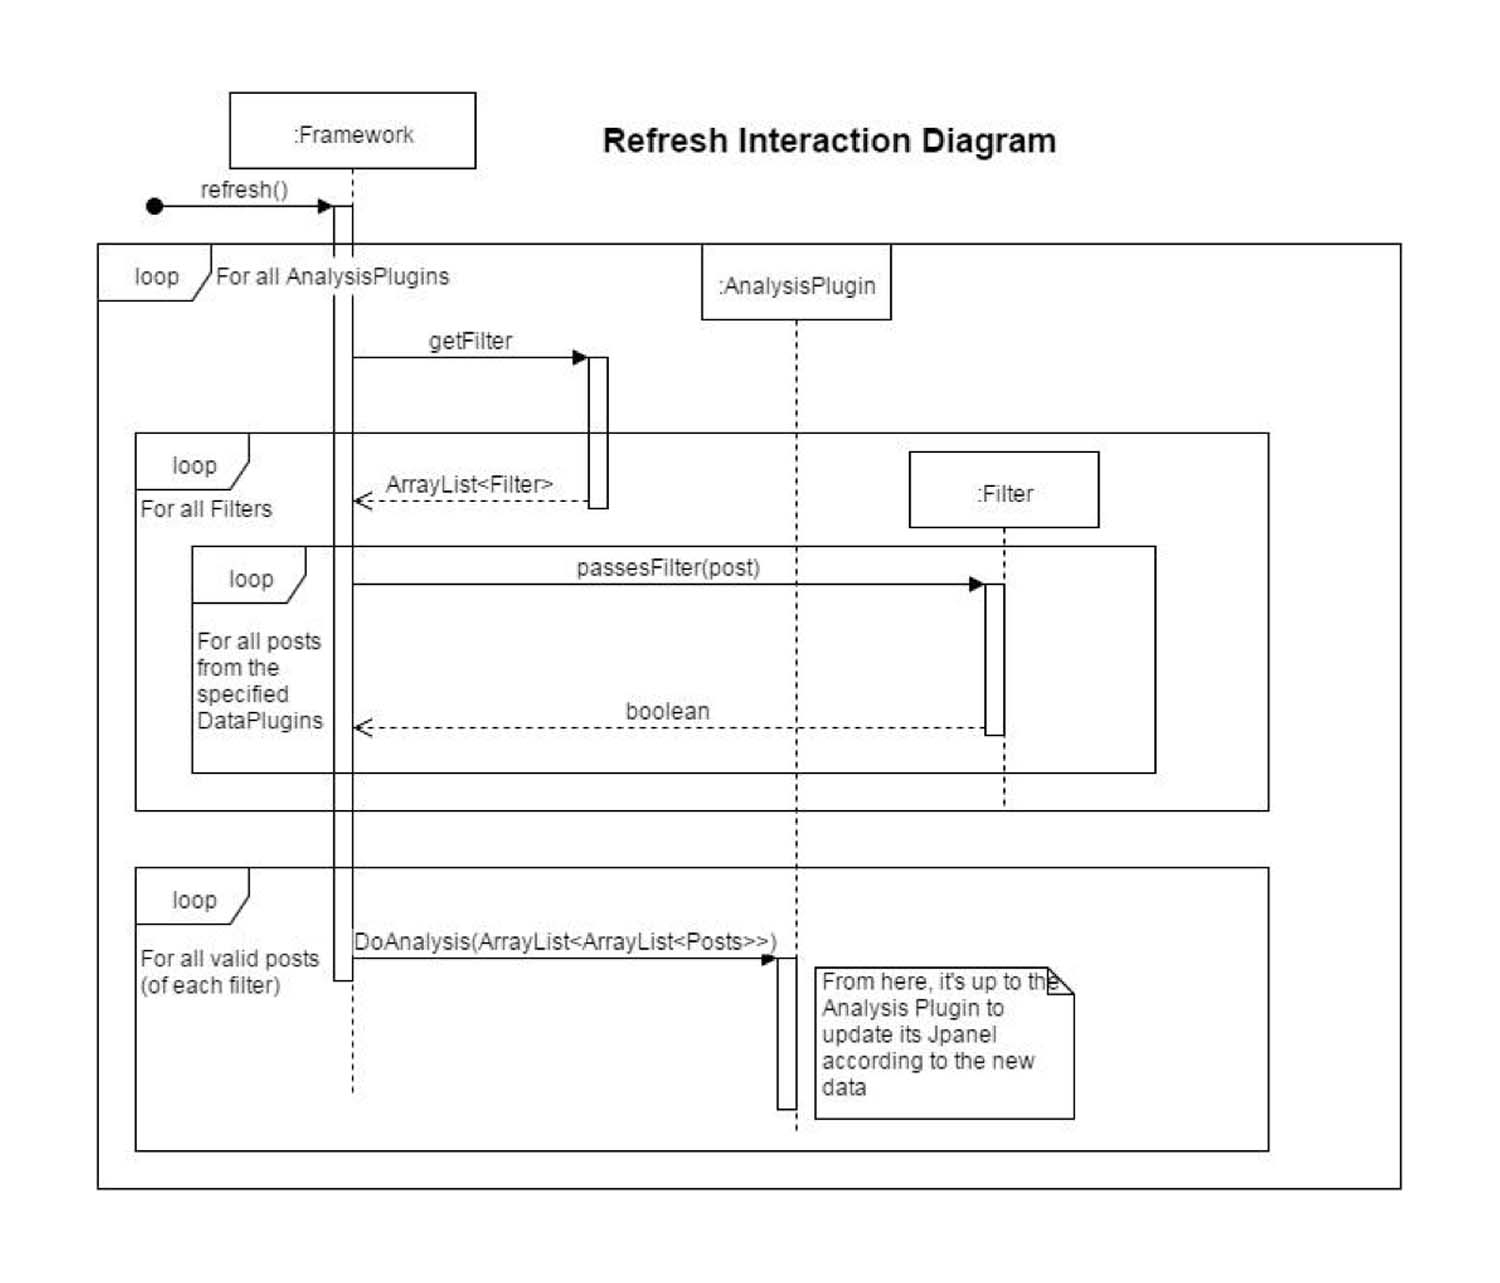 :Framework
Refresh Interaction Diagram
refresh()
loop
For all AnalysisPlugins
:AnalysisPlugin
getFilter
loop
For all Filters
ArrayList<Filter>
:Filter
loop
passesFilter(post)
For all posts
from the
specified
DataPlugins
boolean
loop
For all valid posts
(of each filter)
DoAnalysis(ArrayList<ArrayList<Posts>>)
From here, it's up to the
Analysis Plugin to
update its Jpanel
according to the new
data